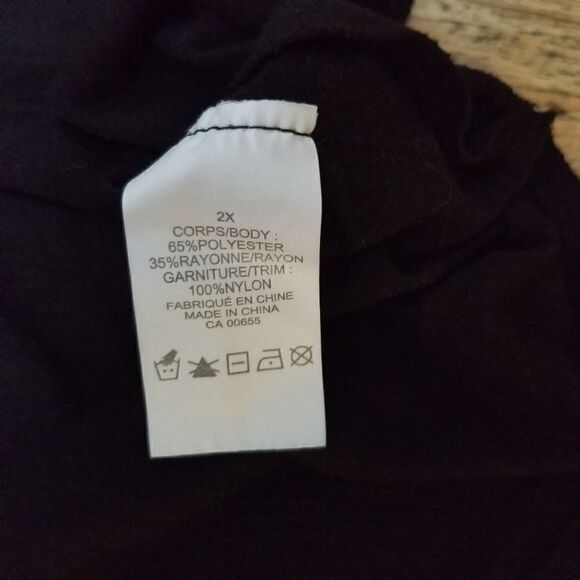 2X
CORPS/BODY :
65%POLYESTER
35%RAYONNE/RAYON
GARNITURE/TRIM :
100%NYLON
FABRIQUÉ EN CHINE
MADE IN CHINA
CA 00655